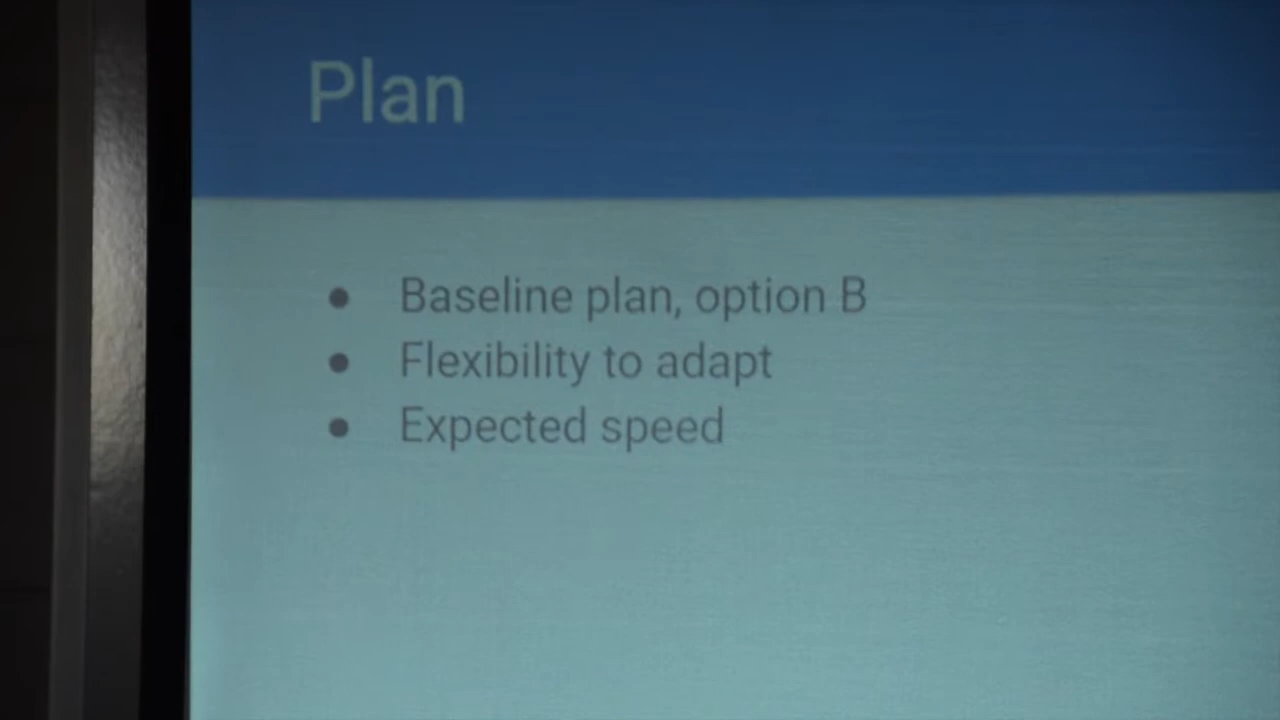 Plan
Baseline plan, option B
Flexibility to adapt
Expected speed